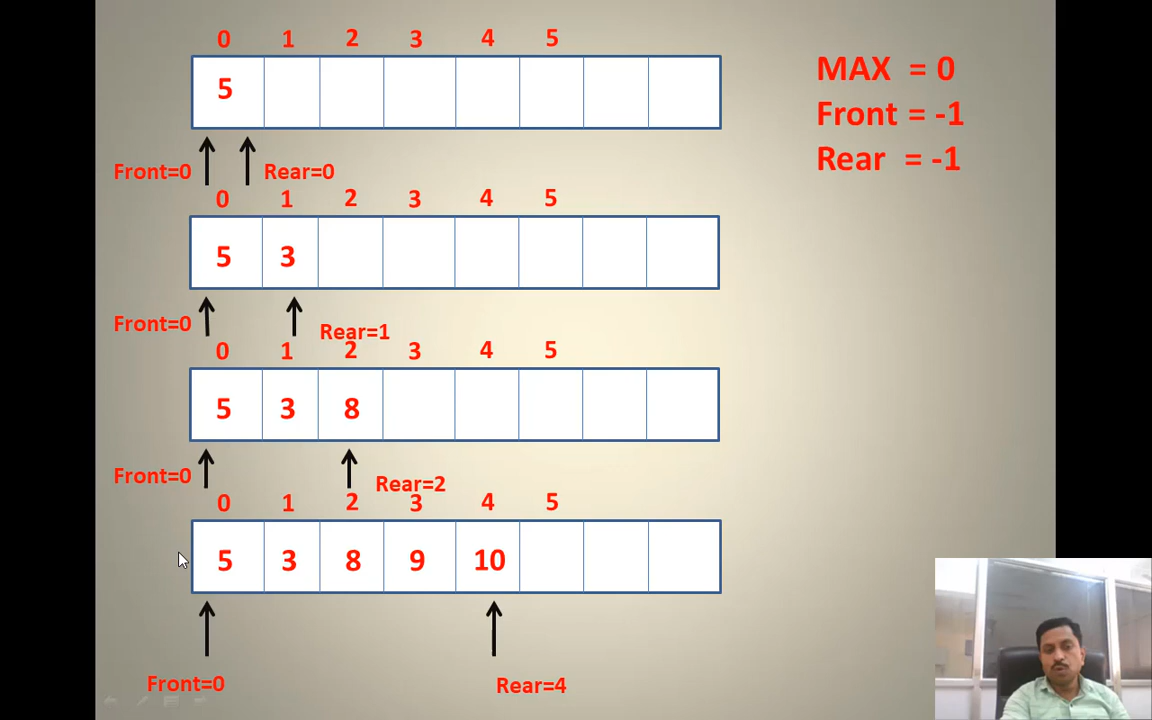 0 1 2 3 4 5
5
Front=0 Rear=0
0 1 2 3 4 5
5 3
Front=0 Rear=1
0 1 2 3 4 5
5 3 8
Front=0 Rear=2
0 1 2 3 4 5
5 3 8 9 10
Front=0 Rear=4
MAX = 0
Front = -1
Rear = -1